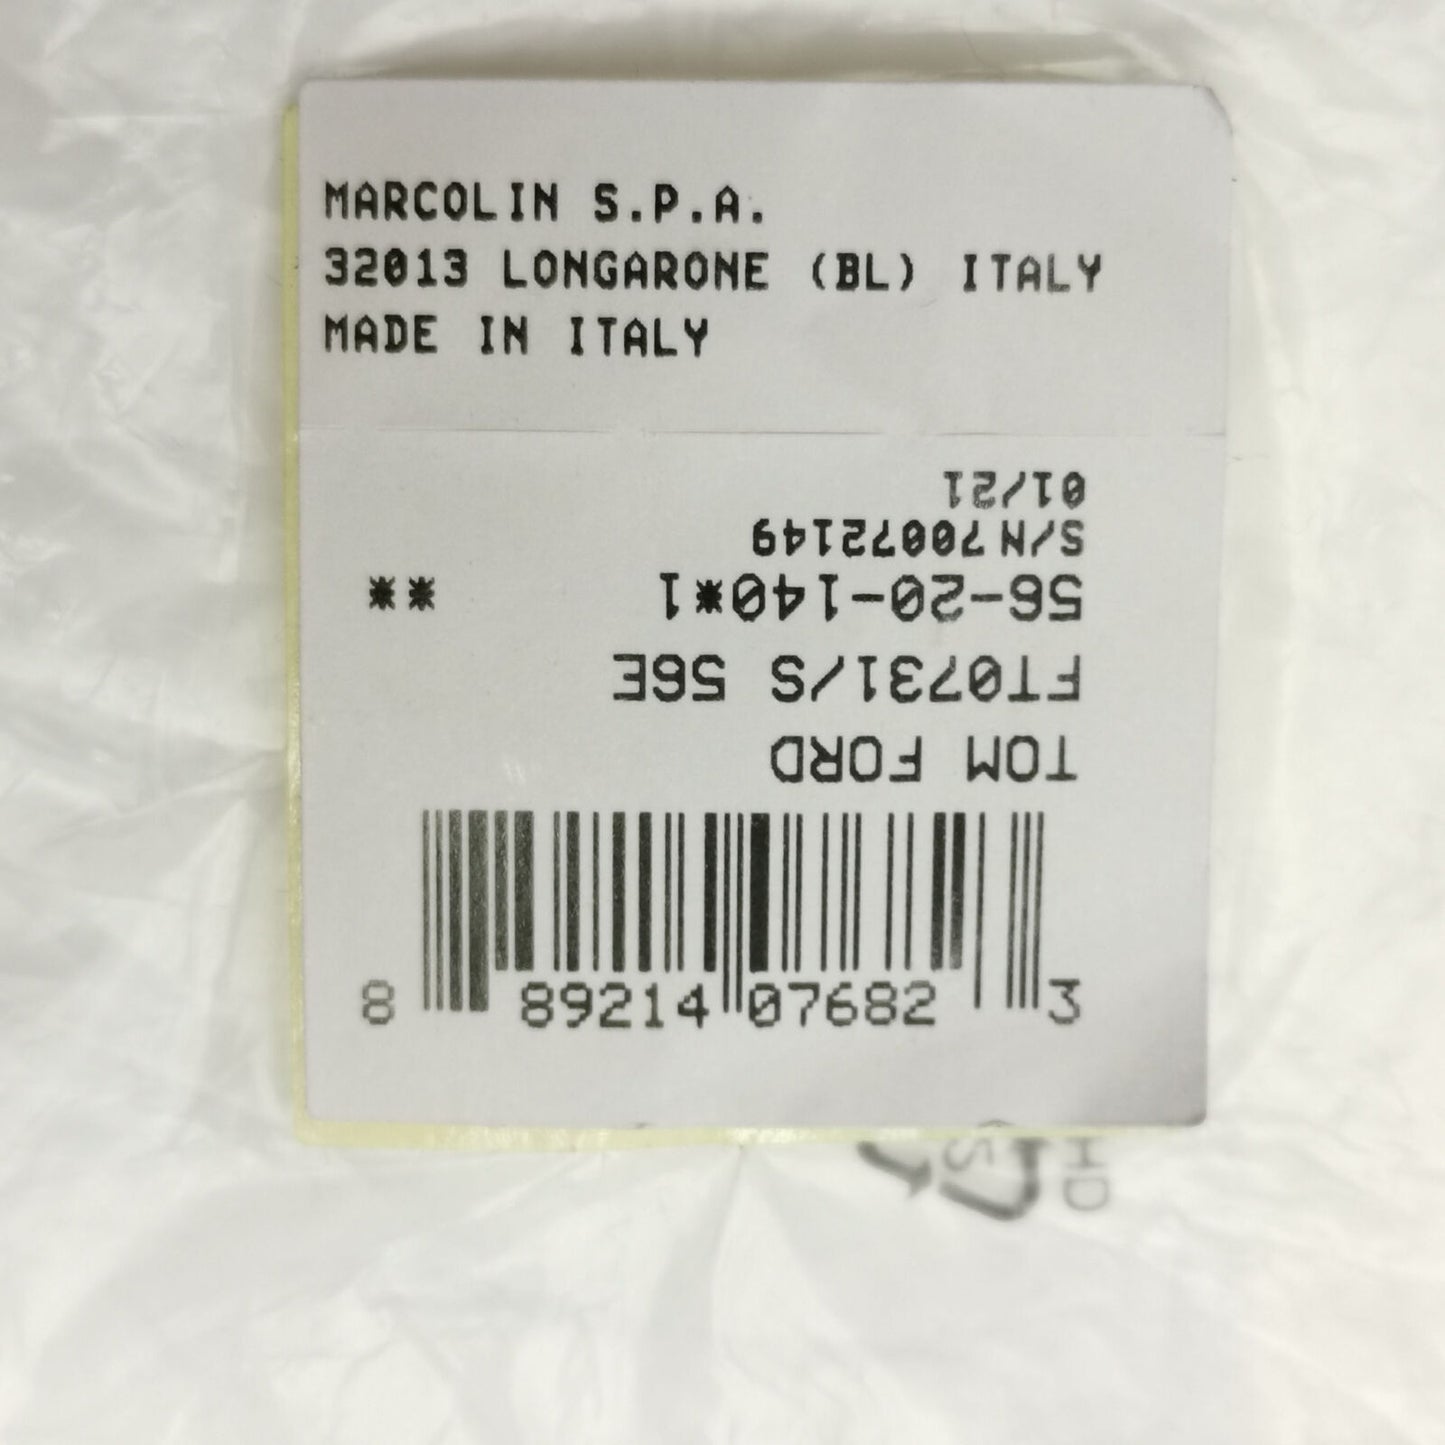 MARCOLIN S.P.A.
32013 LONGARONE (BL) ITALY
MADE IN ITALY
TOM FORD
FT0731/S 56E
56-20-140*1 **
S/N 70072149
01/21
8 89214 07682 3